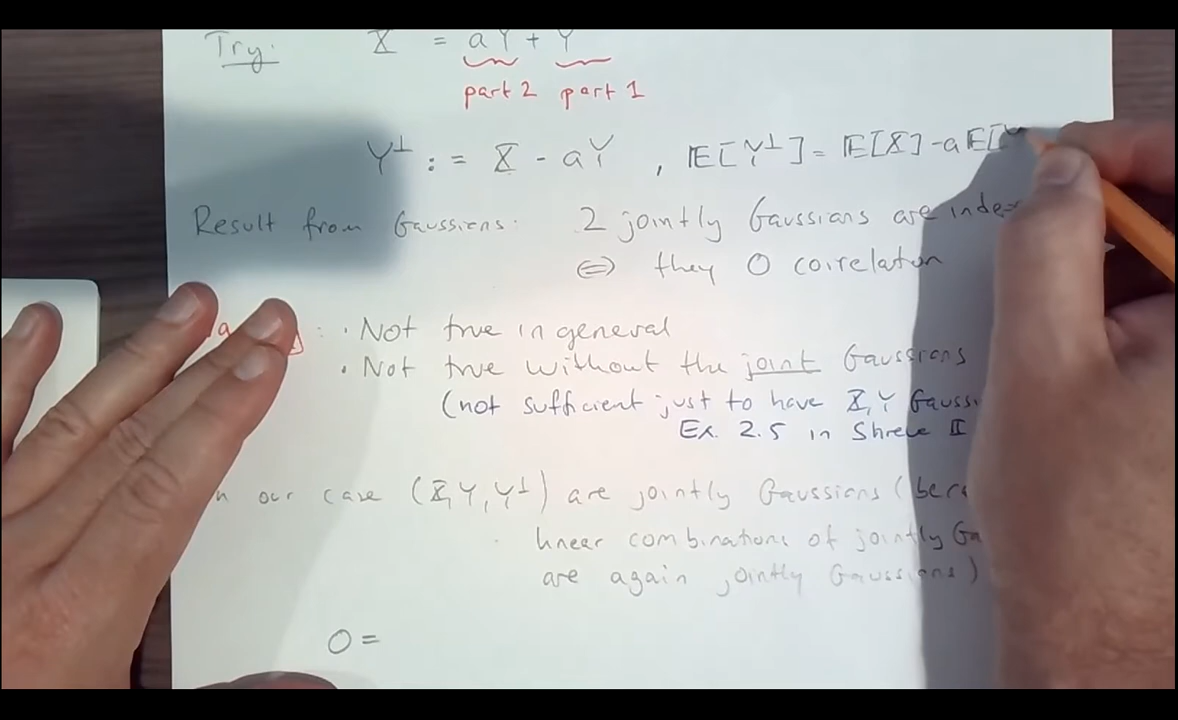 Try: X = aY + Y
part 2 part 1
Y⊥ := X - aY , E[Y⊥] = E[X] - aE[Y
Result from Gaussians: 2 jointly Gaussians are inde
⇔ they 0 correlation
: • Not true in general
• Not true without the joint Gaussians
(not sufficient just to have X, Y Gauss
Ex. 2.5 in Shreve II
n our case (X, Y, Y⊥) are jointly Gaussians (
linear combinations of jointly Ga
are again jointly Gaussians)
0 =